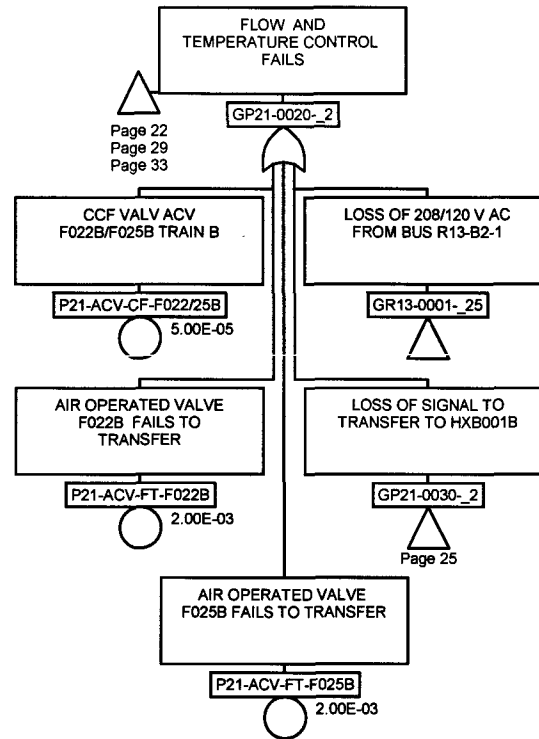 FLOW AND
TEMPERATURE CONTROL
FAILS
GP21-0020-_2
Page 22
Page 29
Page 33
CCF VALV ACV
F022B/F025B TRAIN B
P21-ACV-CF-F022/25B
5.00E-05
LOSS OF 208/120 V AC
FROM BUS R13-B2-1
GR13-0001-_25
AIR OPERATED VALVE
F022B FAILS TO
TRANSFER
P21-ACV-FT-F022B
2.00E-03
LOSS OF SIGNAL TO
TRANSFER TO HXB001B
GP21-0030-_2
Page 25
AIR OPERATED VALVE
F025B FAILS TO TRANSFER
P21-ACV-FT-F025B
2.00E-03